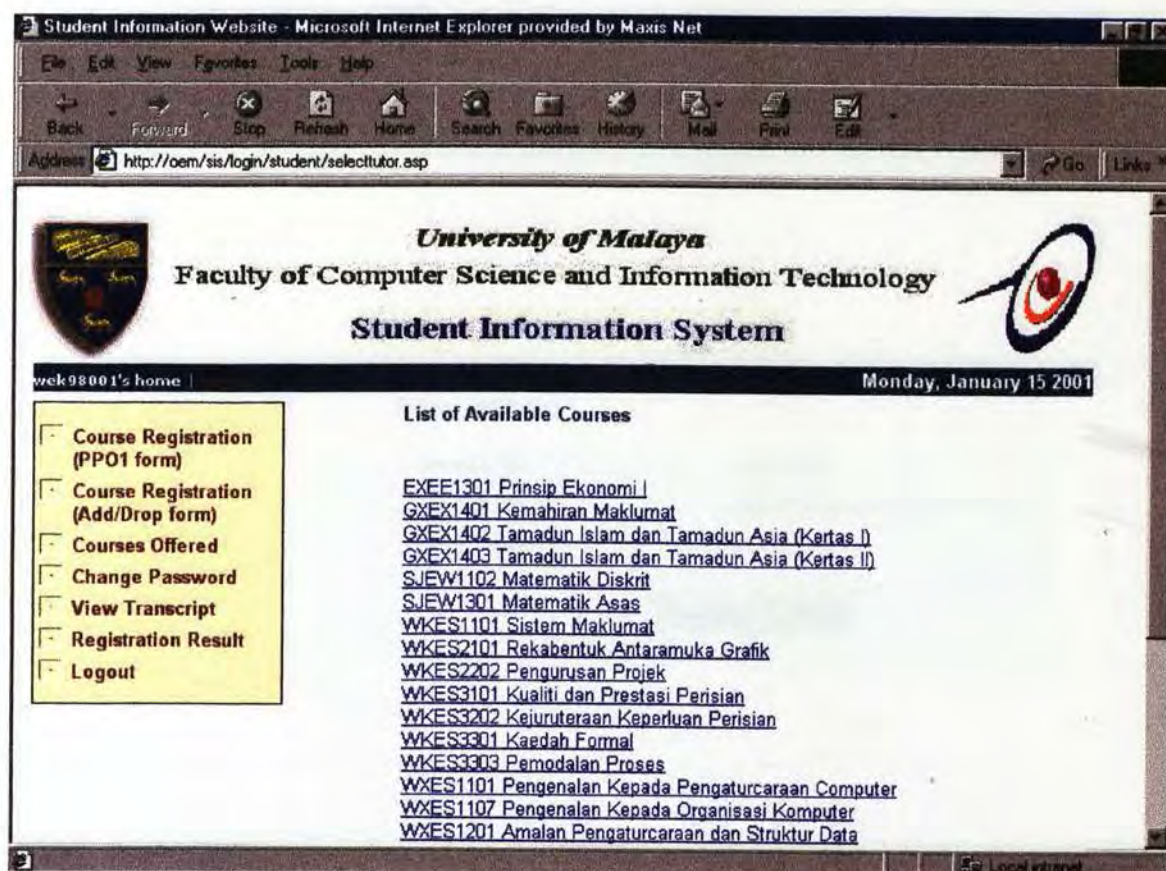 Student Information Website - Microsoft Internet Explorer provided by Maxis Net
File Edit View Favorites Tools Help
Back Forward Stop Refresh Home Search Favorites History Mail Print Edit
Address http://oem/sis/login/student/selecttutor.asp Go Links
University of Malaya
Faculty of Computer Science and Information Technology
Student Information System
wek98001's home | Monday, January 15 2001
Course Registration
(PPO1 form)
Course Registration
(Add/Drop form)
Courses Offered
Change Password
View Transcript
Registration Result
Logout
List of Available Courses
EXEE1301 Prinsip Ekonomi I
GXEX1401 Kemahiran Maklumat
GXEX1402 Tamadun Islam dan Tamadun Asia (Kertas I)
GXEX1403 Tamadun Islam dan Tamadun Asia (Kertas II)
SJEW1102 Matematik Diskrit
SJEW1301 Matematik Asas
WKES1101 Sistem Maklumat
WKES2101 Rekabentuk Antaramuka Grafik
WKES2202 Pengurusan Projek
WKES3101 Kualiti dan Prestasi Perisian
WKES3202 Kejuruteraan Keperluan Perisian
WKES3301 Kaedah Formal
WKES3303 Pemodalan Proses
WXES1101 Pengenalan Kepada Pengaturcaraan Computer
WXES1107 Pengenalan Kepada Organisasi Komputer
WXES1201 Amalan Pengaturcaraan dan Struktur Data
Local intranet